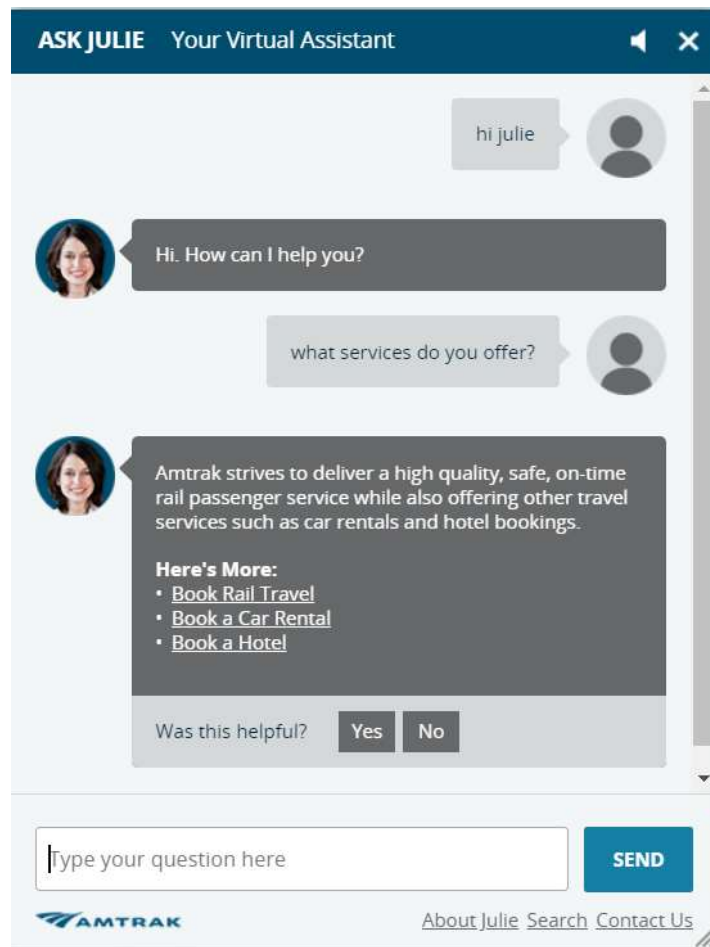 ASK JULIE Your Virtual Assistant
hi julie
Hi. How can I help you?
what services do you offer?
Amtrak strives to deliver a high quality, safe, on-time
rail passenger service while also offering other travel
services such as car rentals and hotel bookings.
Here's More:
• Book Rail Travel
• Book a Car Rental
• Book a Hotel
Was this helpful? Yes No
Type your question here SEND
AMTRAK About Julie Search Contact Us